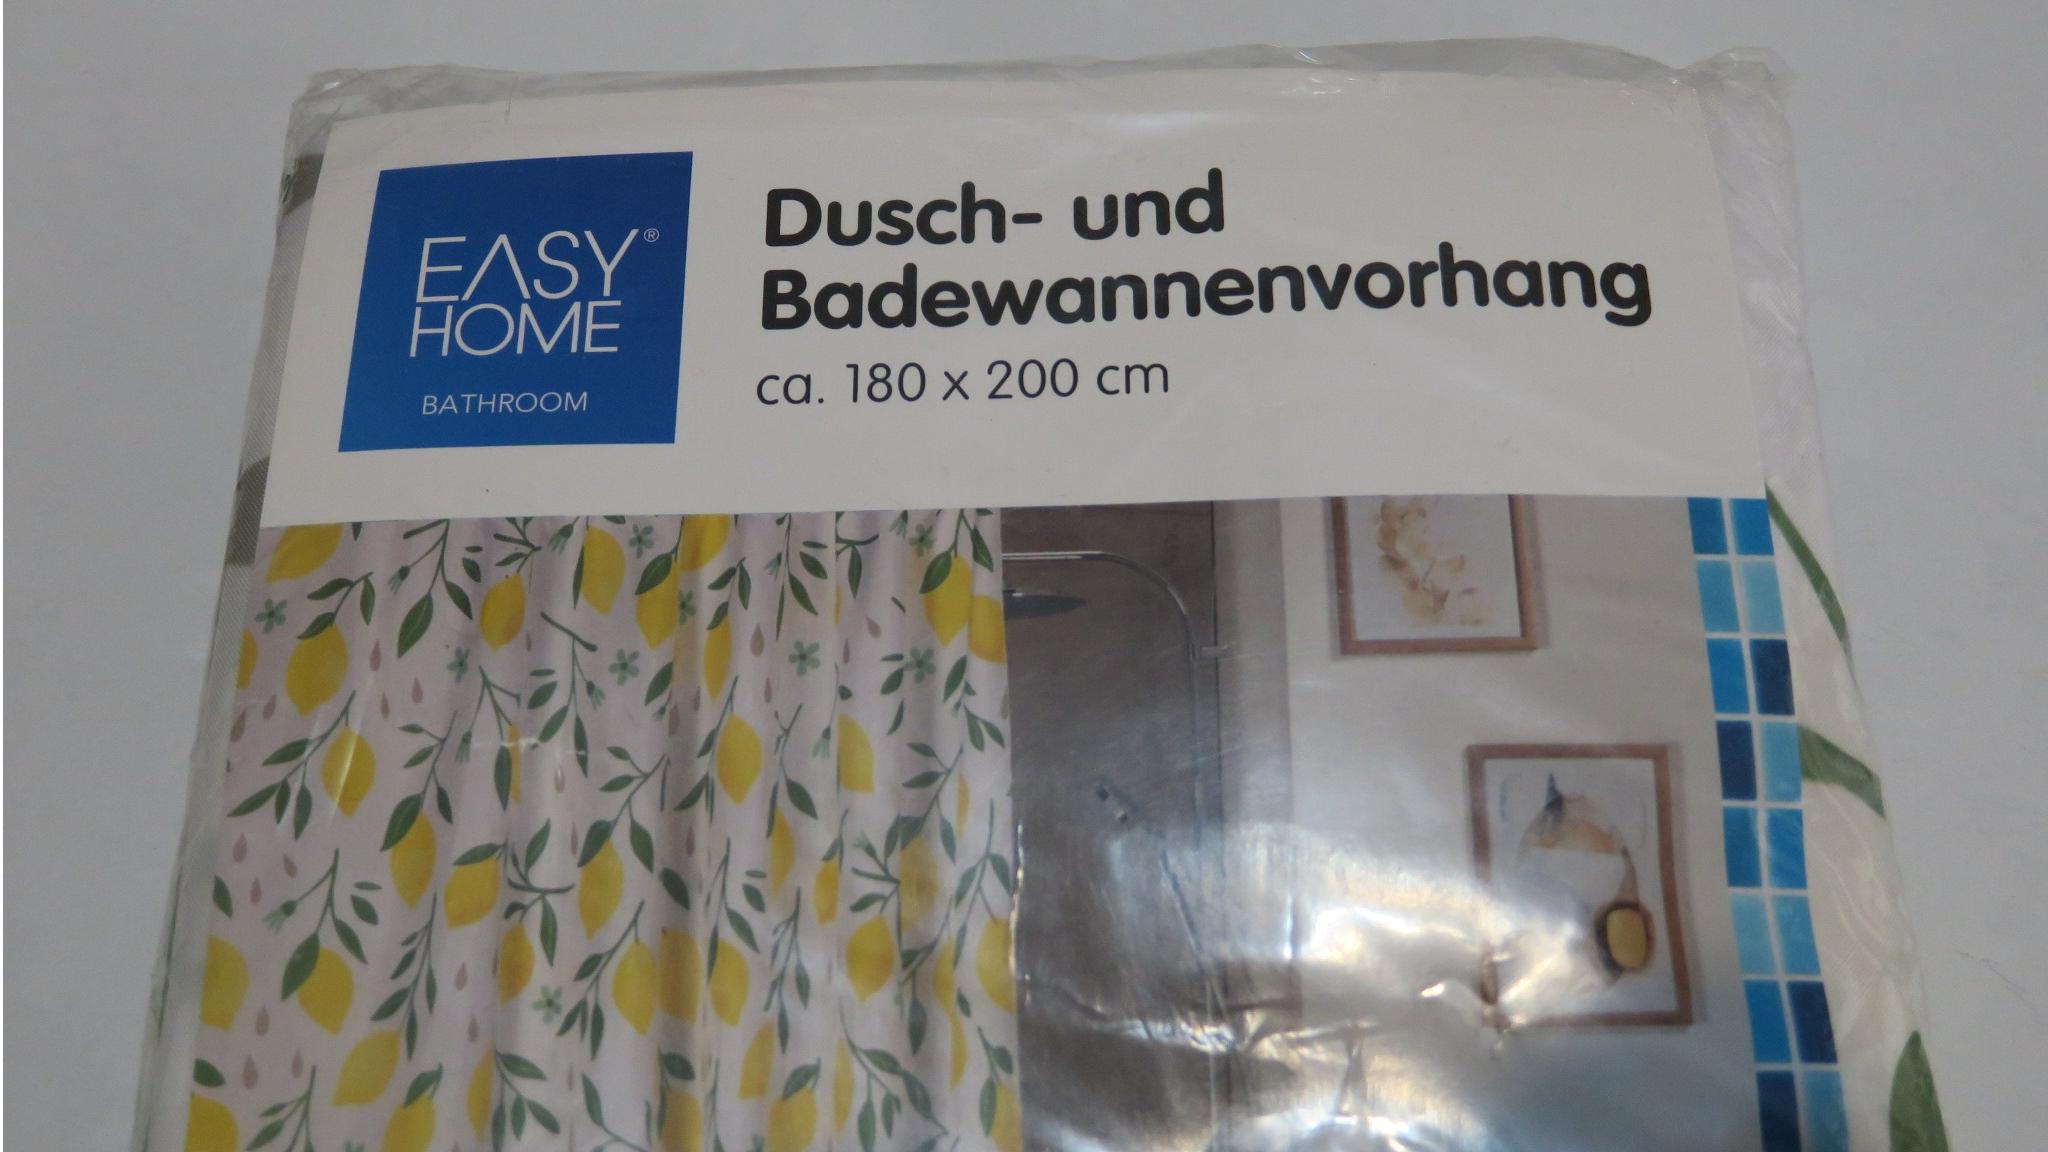 EASY®
HOME
BATHROOM
Dusch- und
Badewannenvorhang
ca. 180 x 200 cm